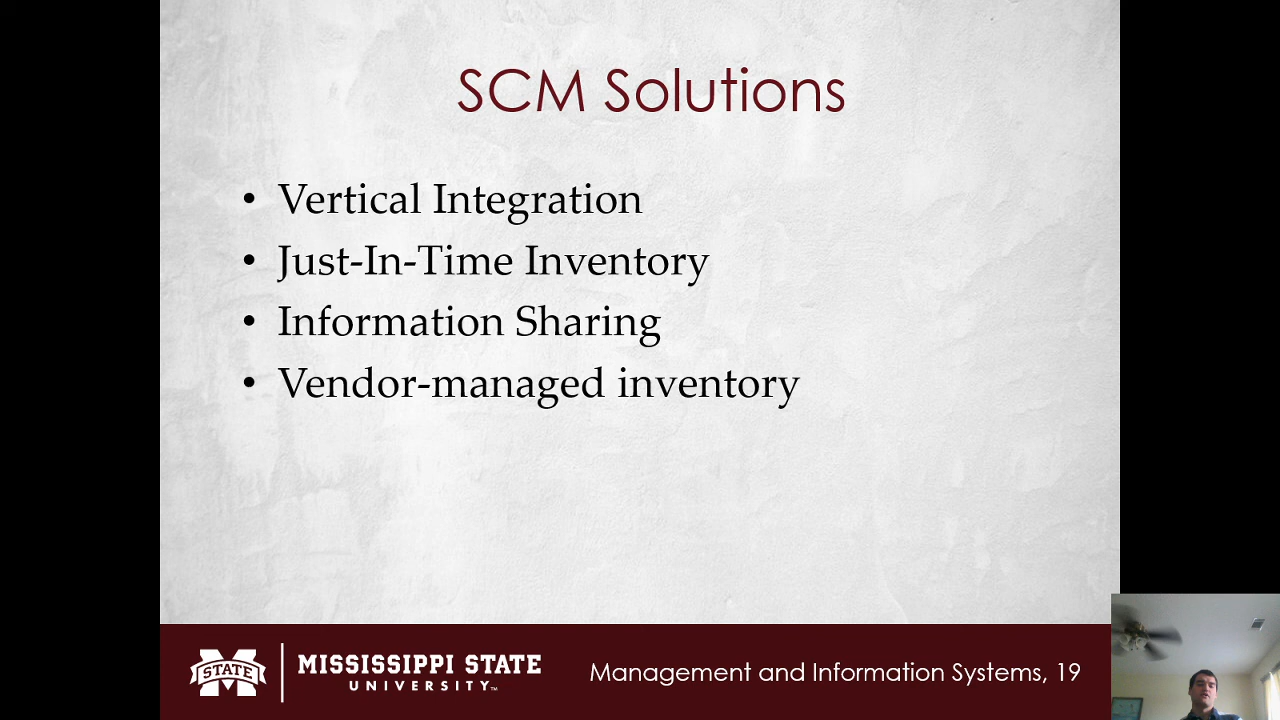 SCM Solutions
• Vertical Integration
• Just-In-Time Inventory
• Information Sharing
• Vendor-managed inventory
STATE
MISSISSIPPI STATE
UNIVERSITY™
Management and Information Systems, 19